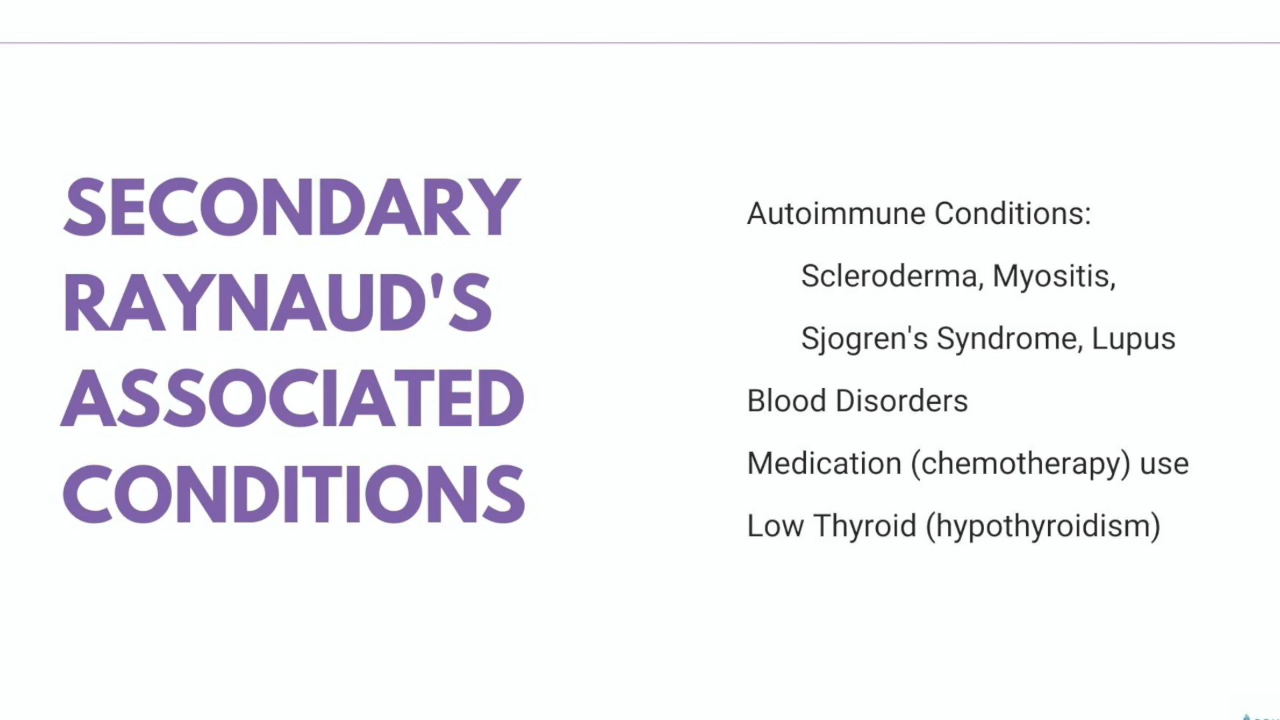 SECONDARY
RAYNAUD'S
ASSOCIATED
CONDITIONS
Autoimmune Conditions:
Scleroderma, Myositis,
Sjogren's Syndrome, Lupus
Blood Disorders
Medication (chemotherapy) use
Low Thyroid (hypothyroidism)